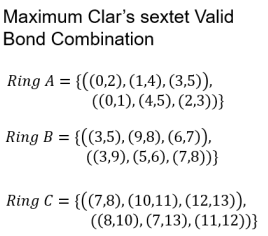 Maximum Clar's sextet Valid
Bond Combination
Ring A = {((0,2), (1,4), (3,5)),
((0,1), (4,5), (2,3))}
Ring B = {((3,5), (9,8), (6,7)),
((3,9), (5,6), (7,8))}
Ring C = {((7,8), (10,11), (12,13)),
((8,10), (7,13), (11,12))}